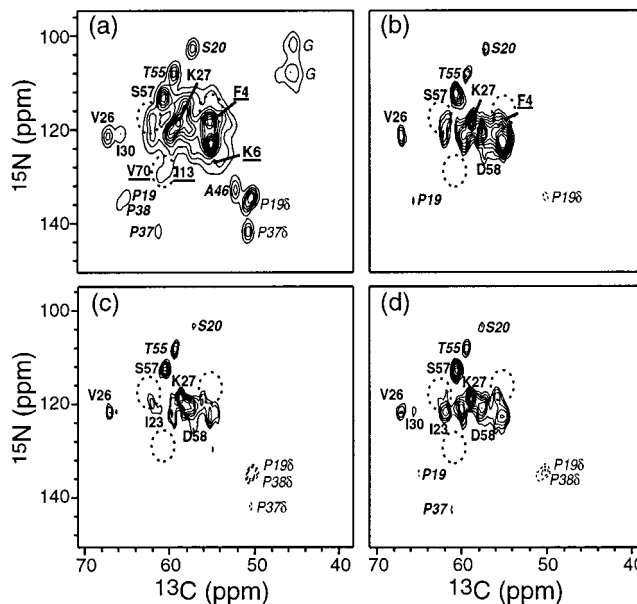 (a)
100
S20
G
G
T55
K27
F4
S57
120
V26
I30
K6
V70
I13
P19
P38
A46
P19δ
P37
P37δ
140
15N (ppm)
(b)
S20
T55
K27
S57
F4
V26
D58
P19
P19δ
(c)
100
S20
T55
S57
K27
V26
120
I23
D58
P19δ
P38δ
P37δ
140
15N (ppm)
70 60 50 40
13C (ppm)
(d)
S20
T55
S57
K27
V26
I30
I23
D58
P19
P19δ
P38δ
P37
70 60 50 40
13C (ppm)